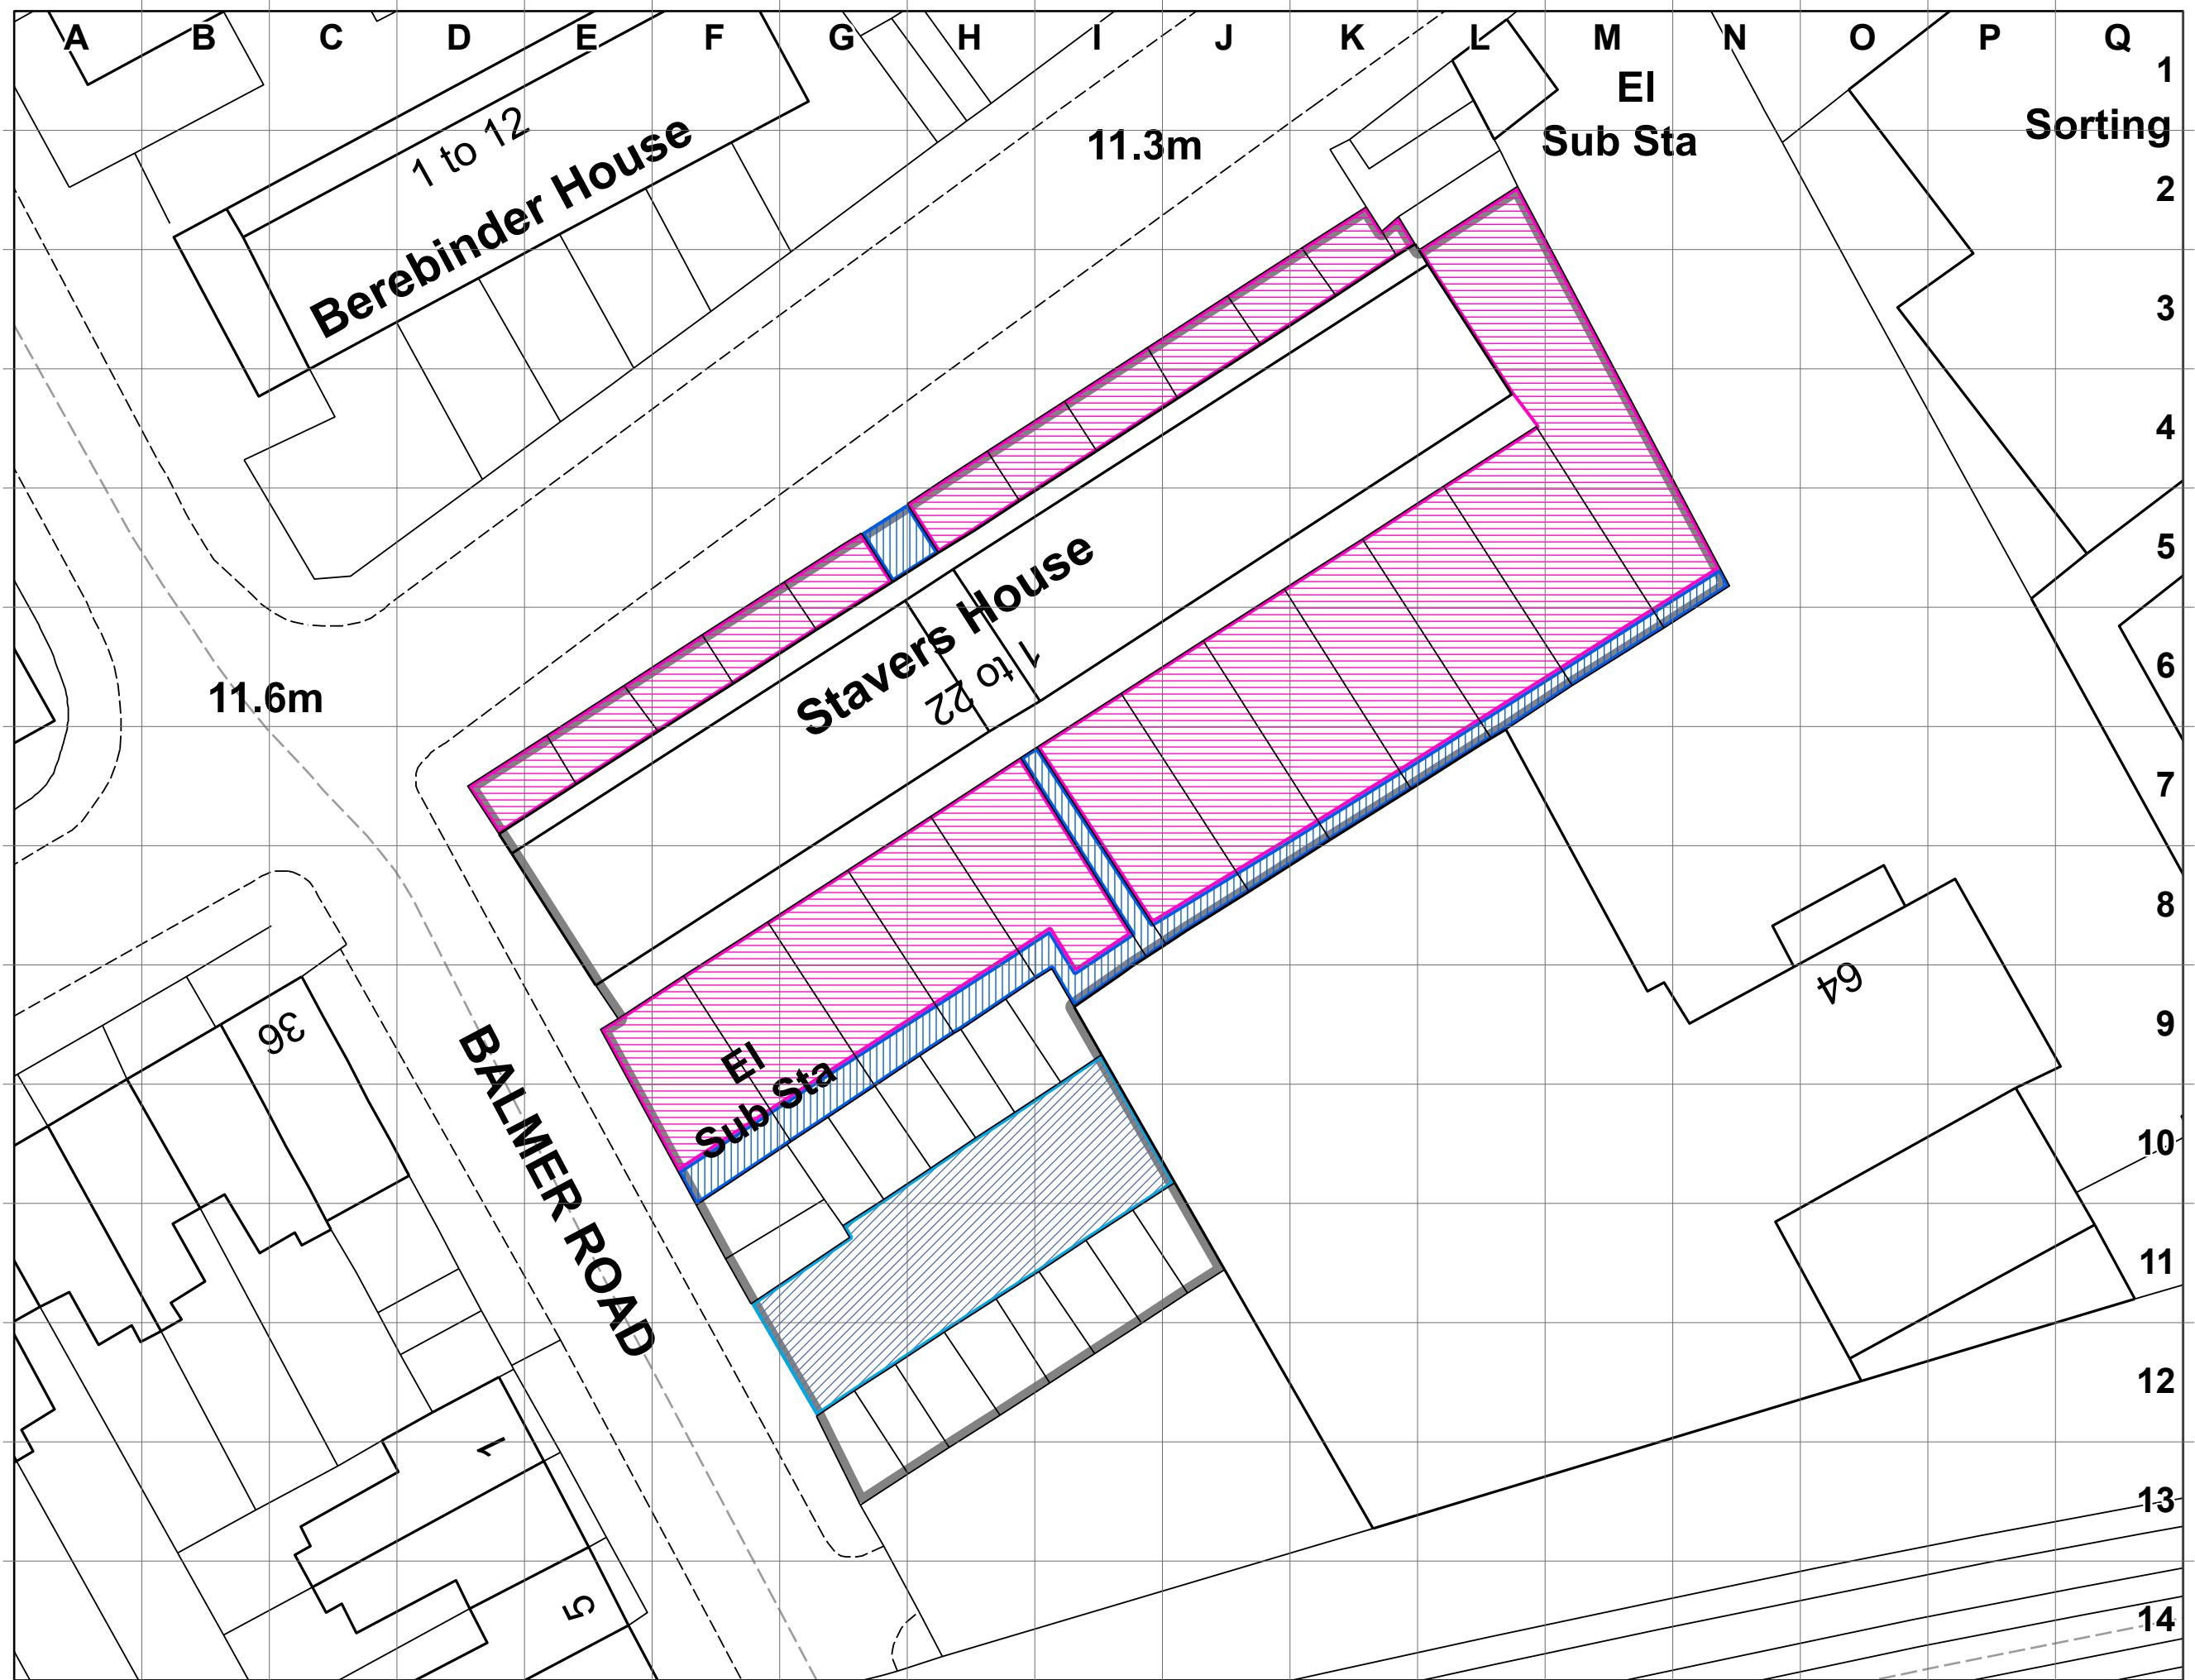 A B C D E F G H I J K L M N O P Q
1
El
Sub Sta
Sorting
1 to 12
Berebinder House
11.3m
2
3
4
5
6
7
8
9
10
11
12
13
14
Stavers House
1 to 22
11.6m
El
Sub Sta
BALMER ROAD
36
64
1
5